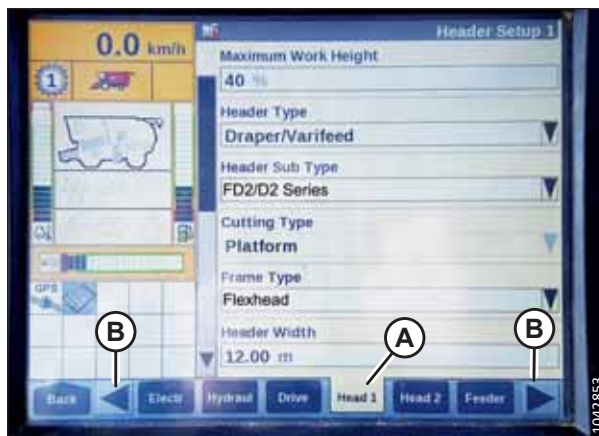 0.0 km/h
Header Setup 1
1
Maximum Work Height
40 %
Header Type
Draper/Varifeed
Header Sub Type
FD2/D2 Series
Cutting Type
Platform
Frame Type
Flexhead
Header Width
12.00 m
GPS
B
A
B
Back
Electr
Hydraul
Drive
Head 1
Head 2
Feeder
1042853